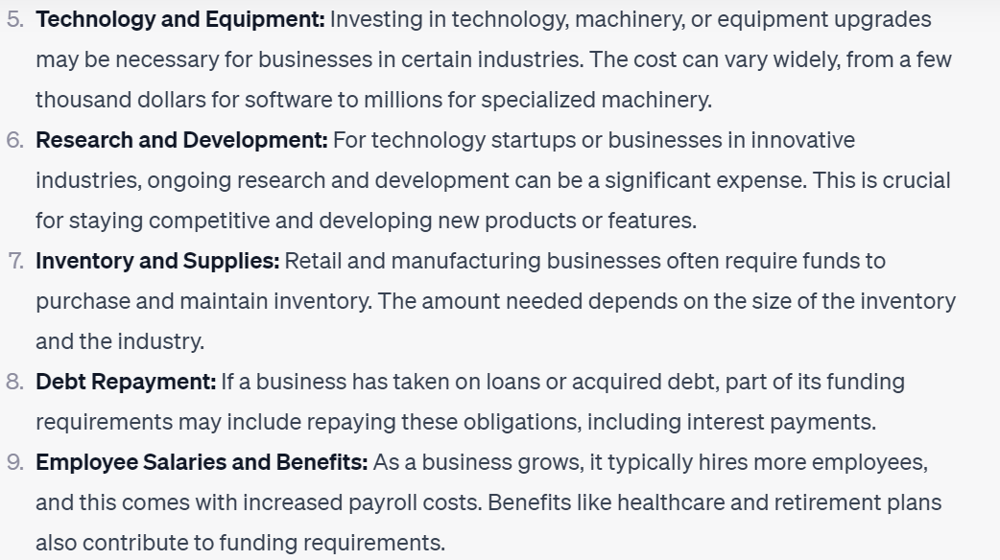 5. Technology and Equipment: Investing in technology, machinery, or equipment upgrades
may be necessary for businesses in certain industries. The cost can vary widely, from a few
thousand dollars for software to millions for specialized machinery.
6. Research and Development: For technology startups or businesses in innovative
industries, ongoing research and development can be a significant expense. This is crucial
for staying competitive and developing new products or features.
7. Inventory and Supplies: Retail and manufacturing businesses often require funds to
purchase and maintain inventory. The amount needed depends on the size of the inventory
and the industry.
8. Debt Repayment: If a business has taken on loans or acquired debt, part of its funding
requirements may include repaying these obligations, including interest payments.
9. Employee Salaries and Benefits: As a business grows, it typically hires more employees,
and this comes with increased payroll costs. Benefits like healthcare and retirement plans
also contribute to funding requirements.